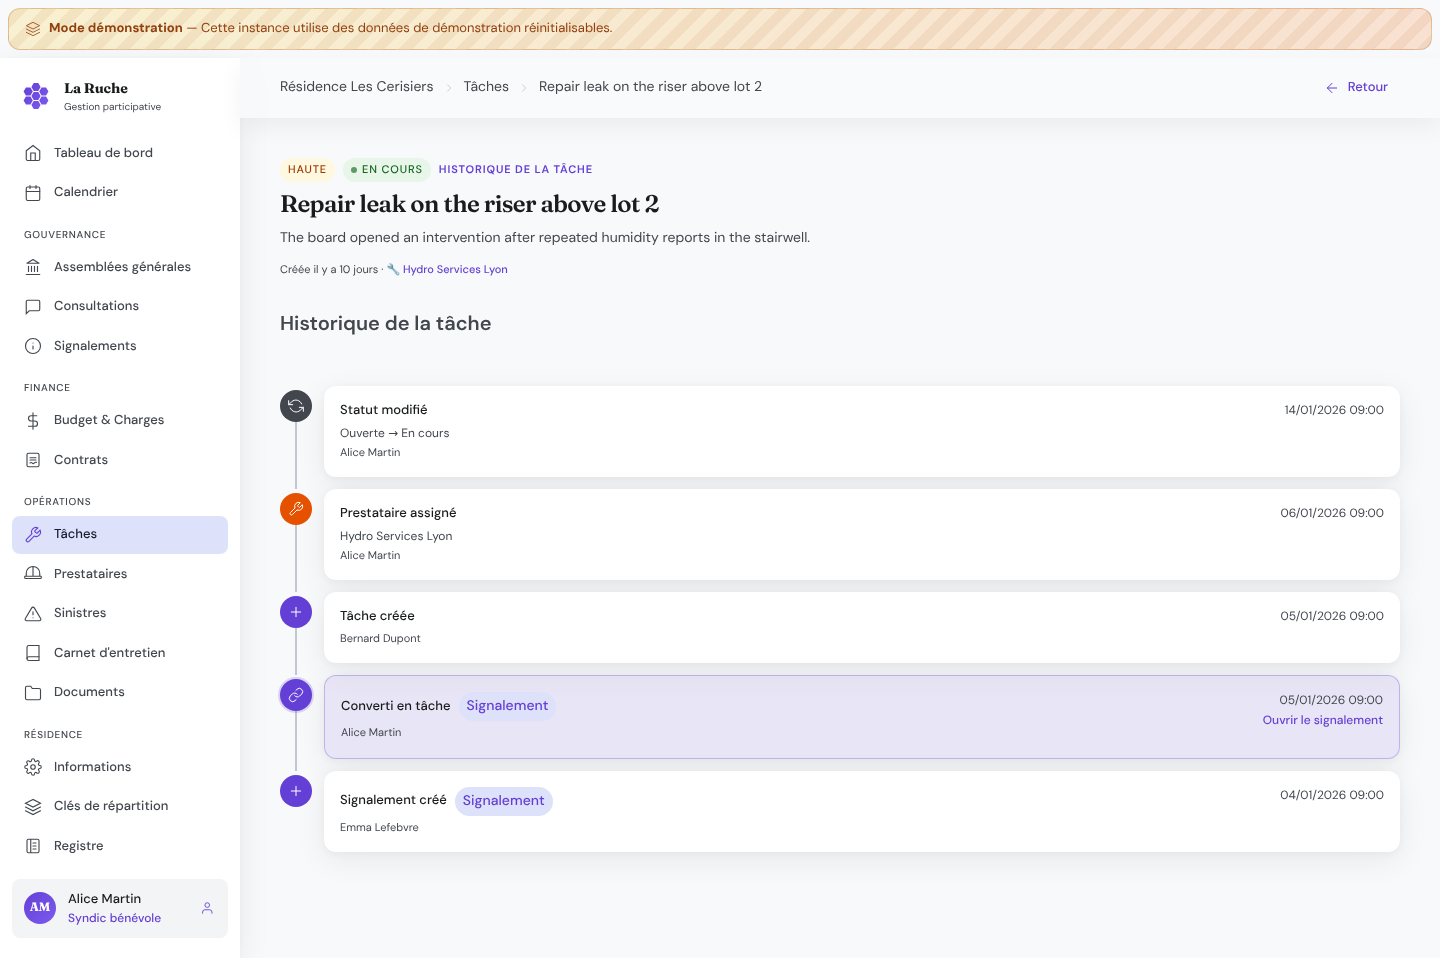 Mode démonstration — Cette instance utilise des données de démonstration réinitialisables.
La Ruche
Gestion participative
Tableau de bord
Calendrier
GOUVERNANCE
Assemblées générales
Consultations
Signalements
FINANCE
Budget & Charges
Contrats
OPÉRATIONS
Tâches
Prestataires
Sinistres
Carnet d'entretien
Documents
RÉSIDENCE
Informations
Clés de répartition
Registre
AM
Alice Martin
Syndic bénévole
Résidence Les Cerisiers > Tâches > Repair leak on the riser above lot 2
← Retour
HAUTE EN COURS HISTORIQUE DE LA TÂCHE
Repair leak on the riser above lot 2
The board opened an intervention after repeated humidity reports in the stairwell.
Créée il y a 10 jours · 🔧 Hydro Services Lyon
Historique de la tâche
Statut modifié 14/01/2026 09:00
Ouverte → En cours
Alice Martin
Prestataire assigné 06/01/2026 09:00
Hydro Services Lyon
Alice Martin
Tâche créée 05/01/2026 09:00
Bernard Dupont
Converti en tâche Signalement 05/01/2026 09:00
Ouvrir le signalement
Alice Martin
Signalement créé Signalement 04/01/2026 09:00
Emma Lefebvre